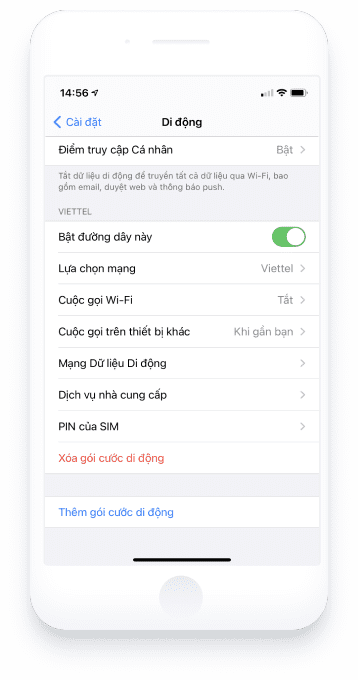 14:56
Cài đặt
Di động
Điểm truy cập Cá nhân Bật
Tắt dữ liệu di động để truyền tất cả dữ liệu qua Wi-Fi, bao
gồm email, duyệt web và thông báo push.
VIETTEL
Bật đường dây này
Lựa chọn mạng Viettel
Cuộc gọi Wi-Fi Tắt
Cuộc gọi trên thiết bị khác Khi gần bạn
Mạng Dữ liệu Di động
Dịch vụ nhà cung cấp
PIN của SIM
Xóa gói cước di động
Thêm gói cước di động